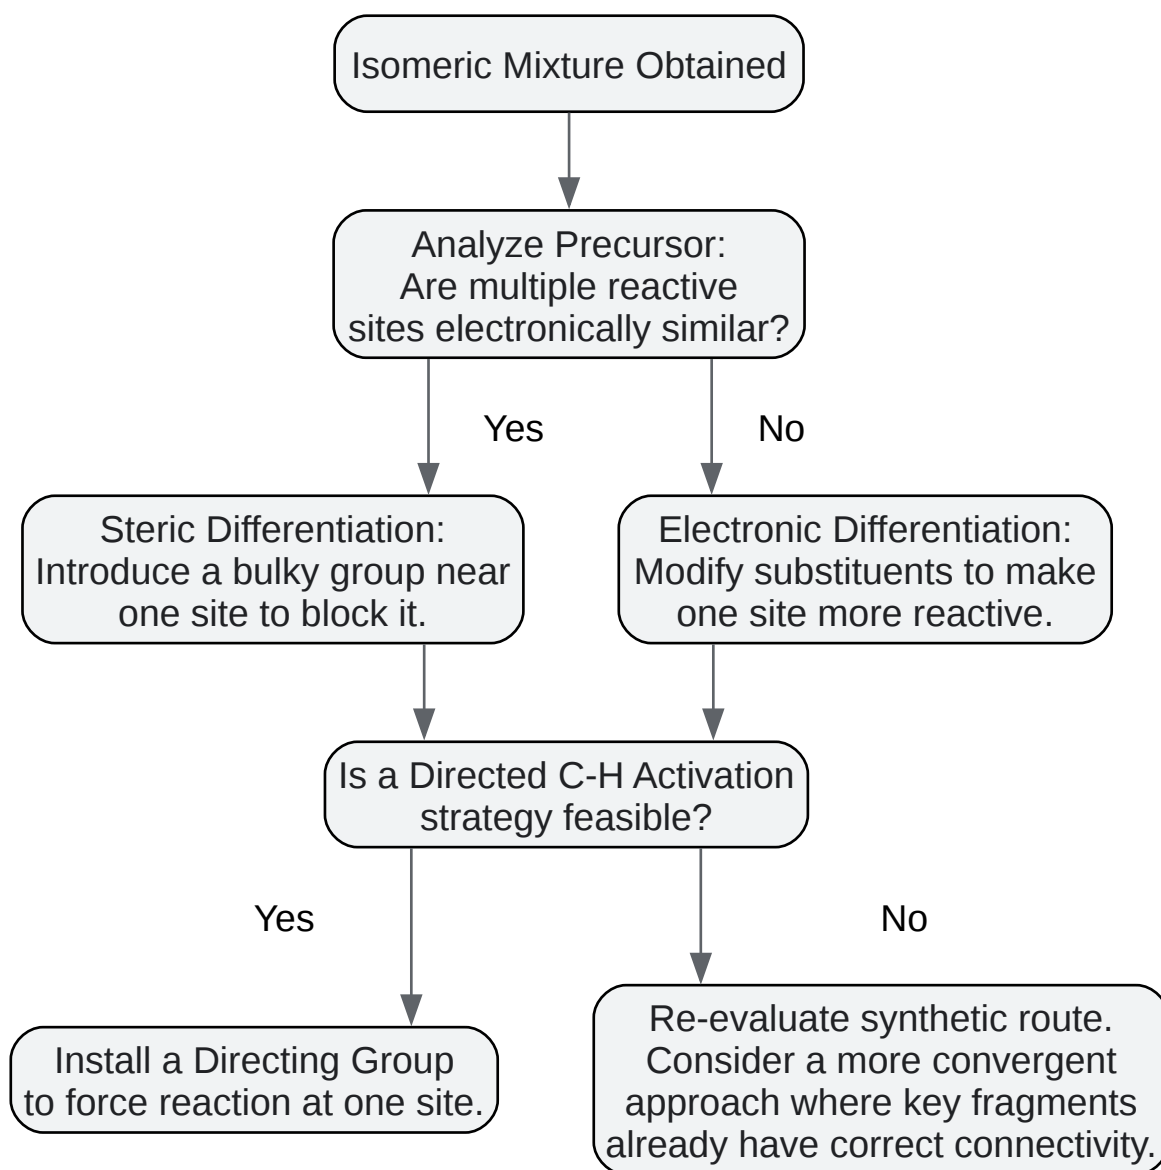 Isomeric Mixture Obtained
Analyze Precursor:
Are multiple reactive
sites electronically similar?
Yes
No
Steric Differentiation:
Introduce a bulky group near
one site to block it.
Electronic Differentiation:
Modify substituents to make
one site more reactive.
Is a Directed C-H Activation
strategy feasible?
Yes
No
Install a Directing Group
to force reaction at one site.
Re-evaluate synthetic route.
Consider a more convergent
approach where key fragments
already have correct connectivity.